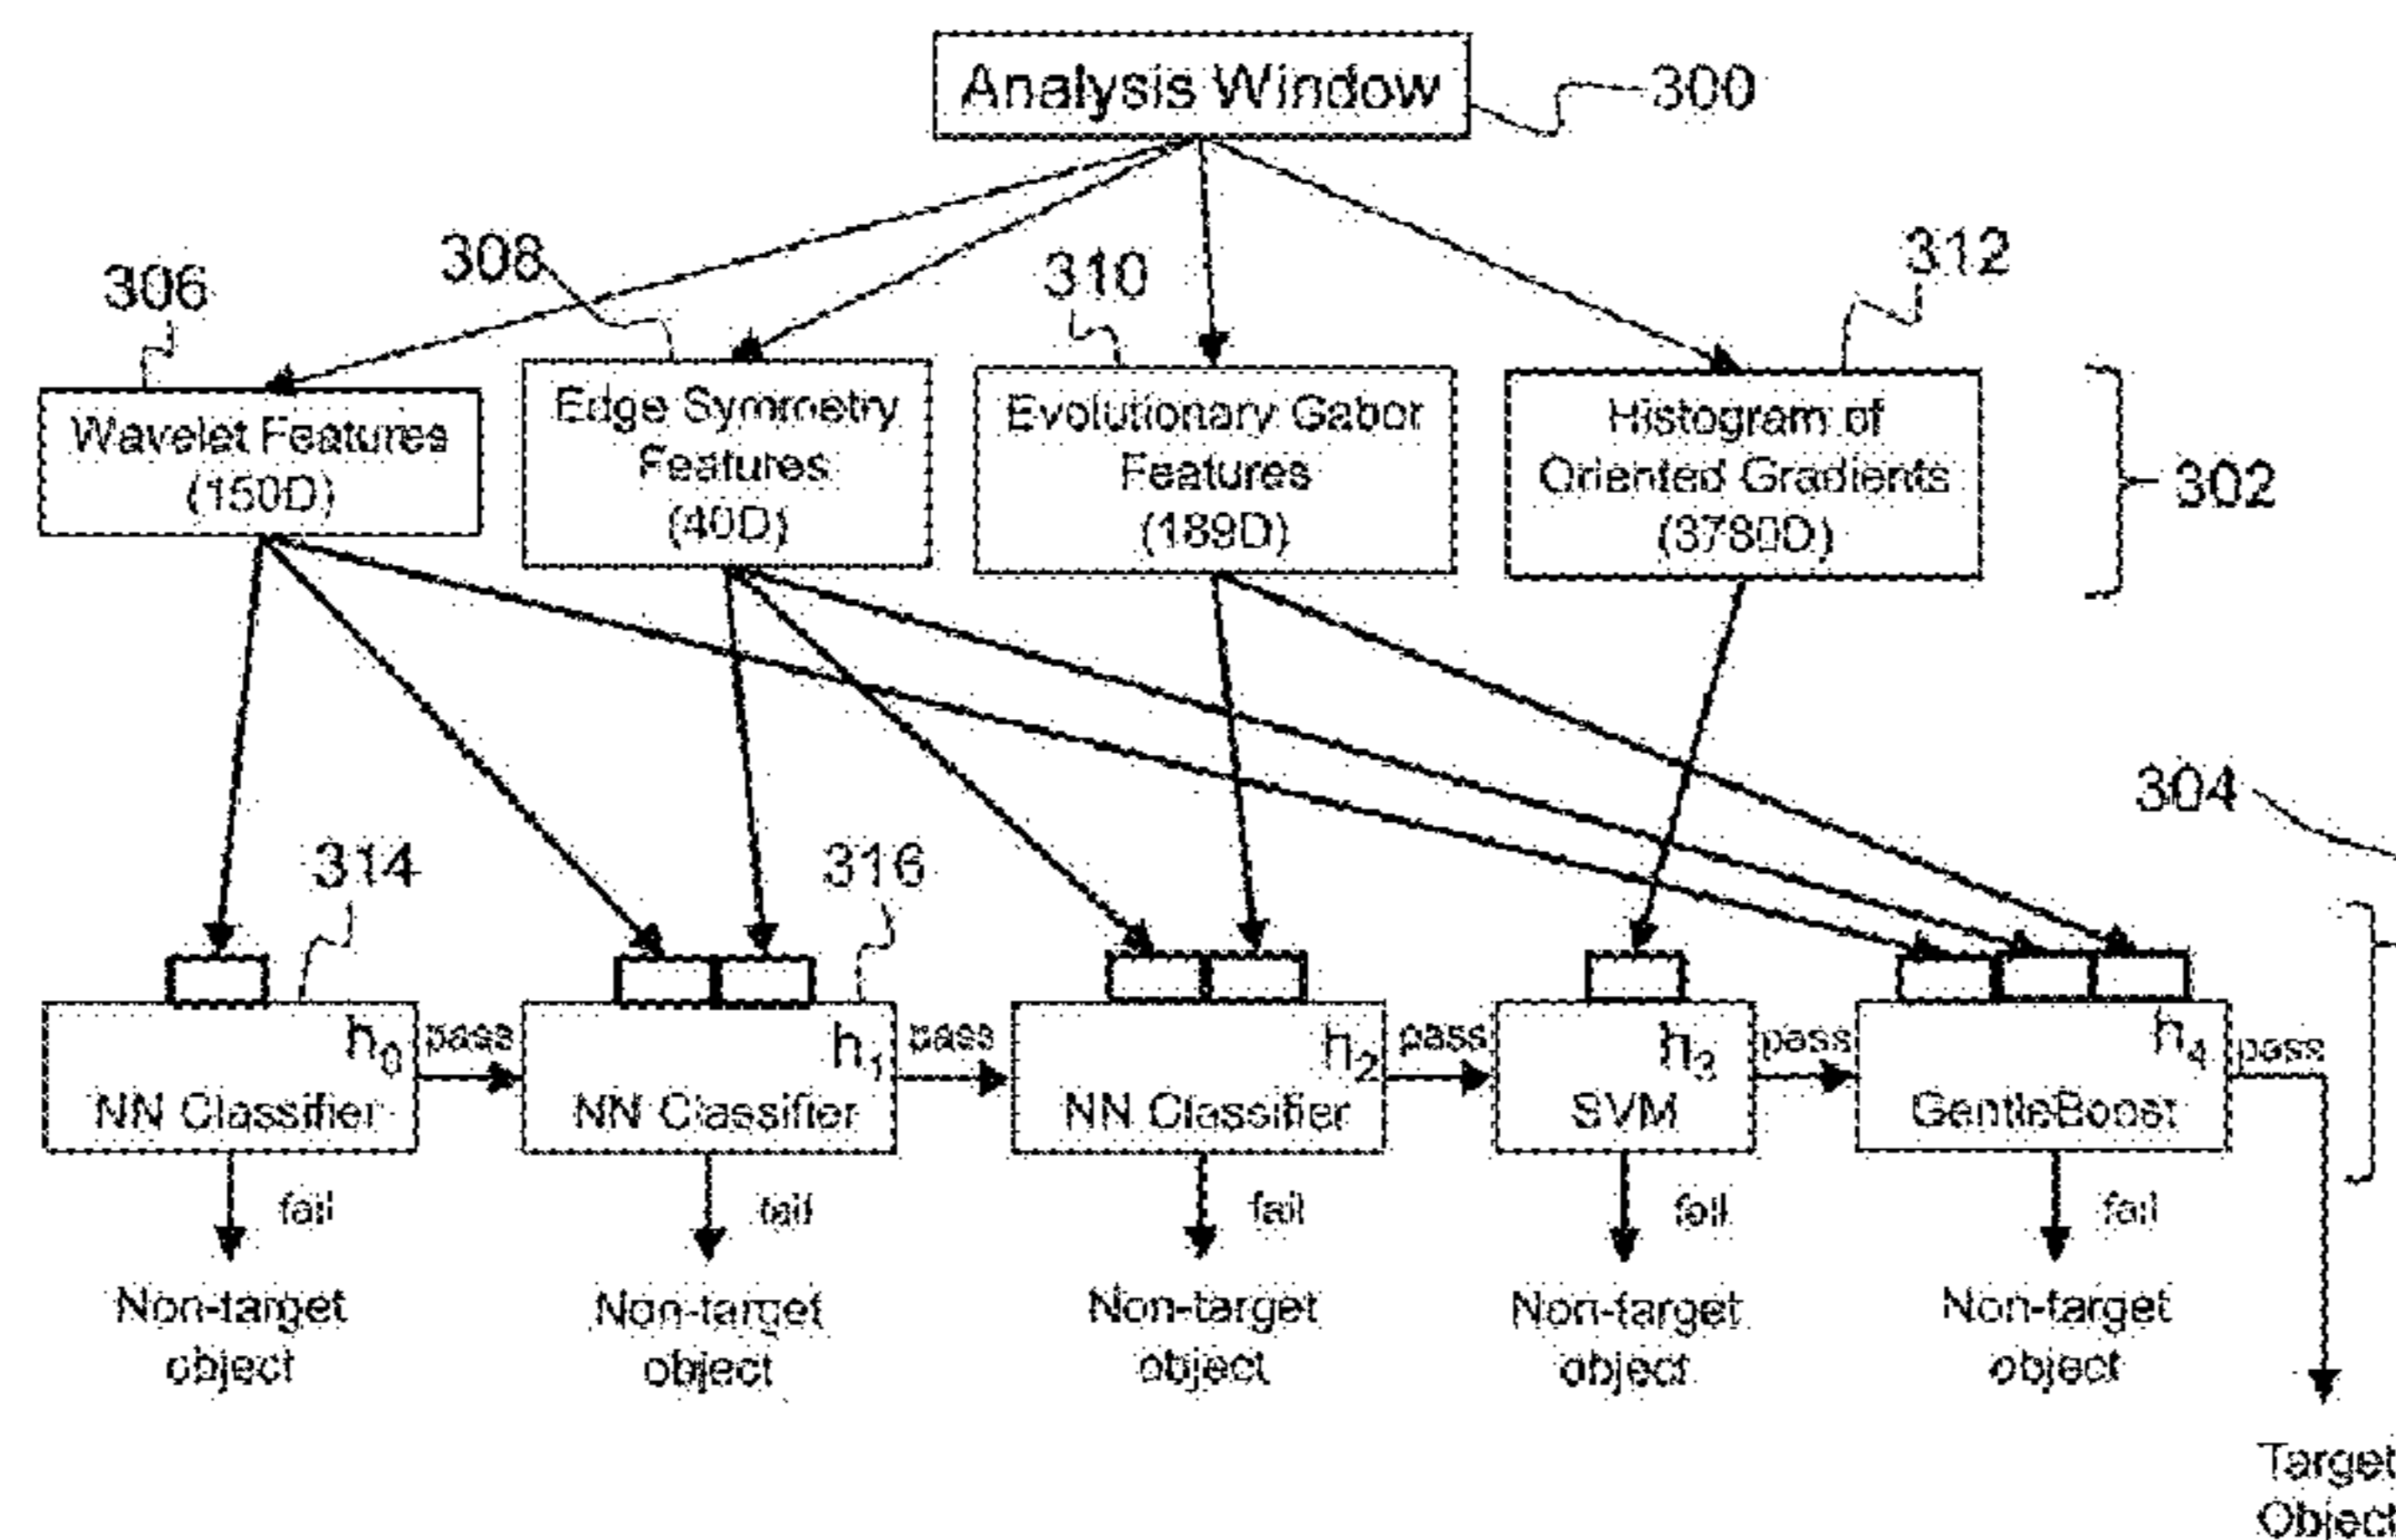 Analysis Window
300
306
308
310
312
Wavelet Features
(150D)
Edge Symmetry
Features
(40D)
Evolutionary Gabor
Features
(189D)
Histogram of
Oriented Gradients
(3780D)
302
304
314
316
h0
pass
h1
pass
h2
pass
h3
pass
h4
pass
NN Classifier
NN Classifier
NN Classifier
SVM
GentleBoost
fail
fail
fail
fail
fail
Non-target
object
Non-target
object
Non-target
object
Non-target
object
Non-target
object
Target
Object